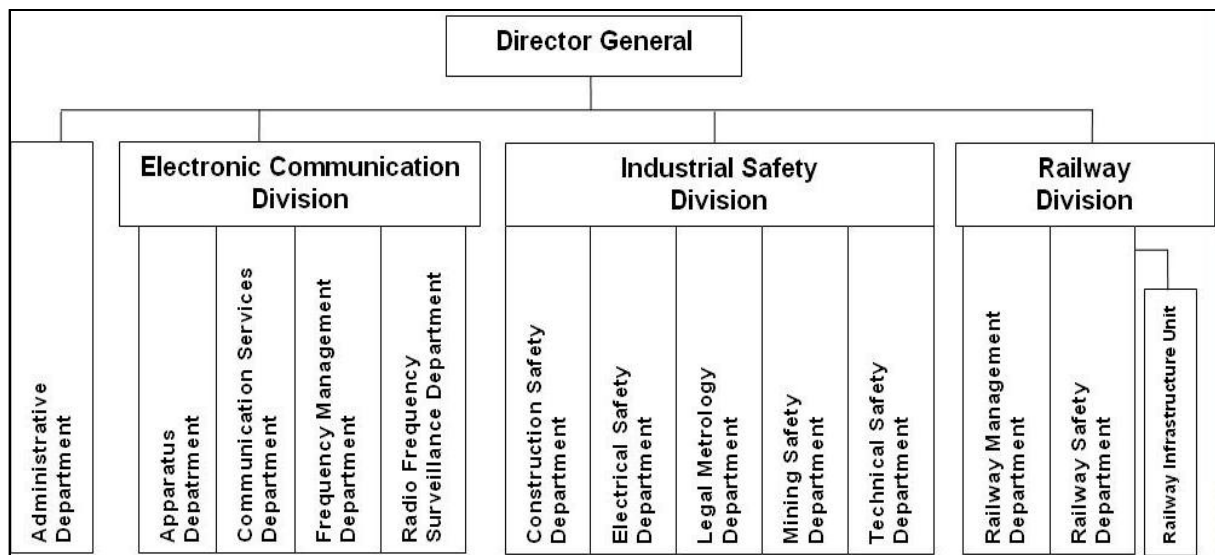 Director General
Electronic Communication
Division
Industrial Safety
Division
Railway
Division
Administrative
Department
Apparatus
Depatrment
Communication Services
Department
Frequency Management
Department
Radio Frequency
Surveillance Department
Construction Safety
Department
Electrical Safety
Department
Legal Metrology
Department
Mining Safety
Department
Technical Safety
Department
Railway Management
Department
Railway Safety
Department
Railway Infrastructure Unit